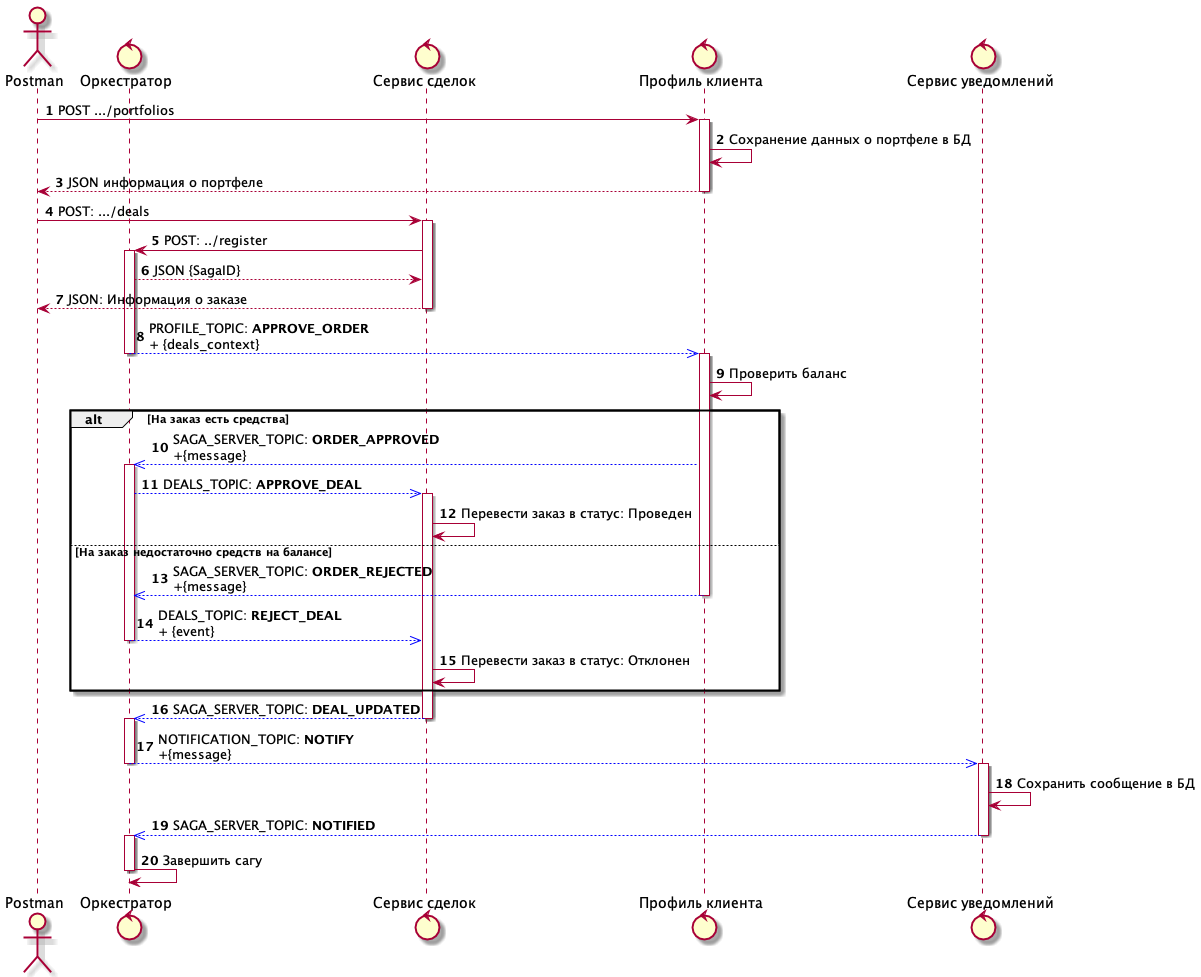 Postman
Оркестратор
Сервис сделок
Профиль клиента
Сервис уведомлений
1 POST .../portfolios
2 Сохранение данных о портфеле в БД
3 JSON информация о портфеле
4 POST: .../deals
5 POST: ../register
6 JSON {SagaID}
7 JSON: Информация о заказе
8 PROFILE_TOPIC: APPROVE_ORDER
+ {deals_context}
9 Проверить баланс
alt [На заказ есть средства]
10 SAGA_SERVER_TOPIC: ORDER_APPROVED
+{message}
11 DEALS_TOPIC: APPROVE_DEAL
12 Перевести заказ в статус: Проведен
[На заказ недостаточно средств на балансе]
13 SAGA_SERVER_TOPIC: ORDER_REJECTED
+{message}
14 DEALS_TOPIC: REJECT_DEAL
+ {event}
15 Перевести заказ в статус: Отклонен
16 SAGA_SERVER_TOPIC: DEAL_UPDATED
17 NOTIFICATION_TOPIC: NOTIFY
+{message}
18 Сохранить сообщение в БД
19 SAGA_SERVER_TOPIC: NOTIFIED
20 Завершить сагу
Postman
Оркестратор
Сервис сделок
Профиль клиента
Сервис уведомлений